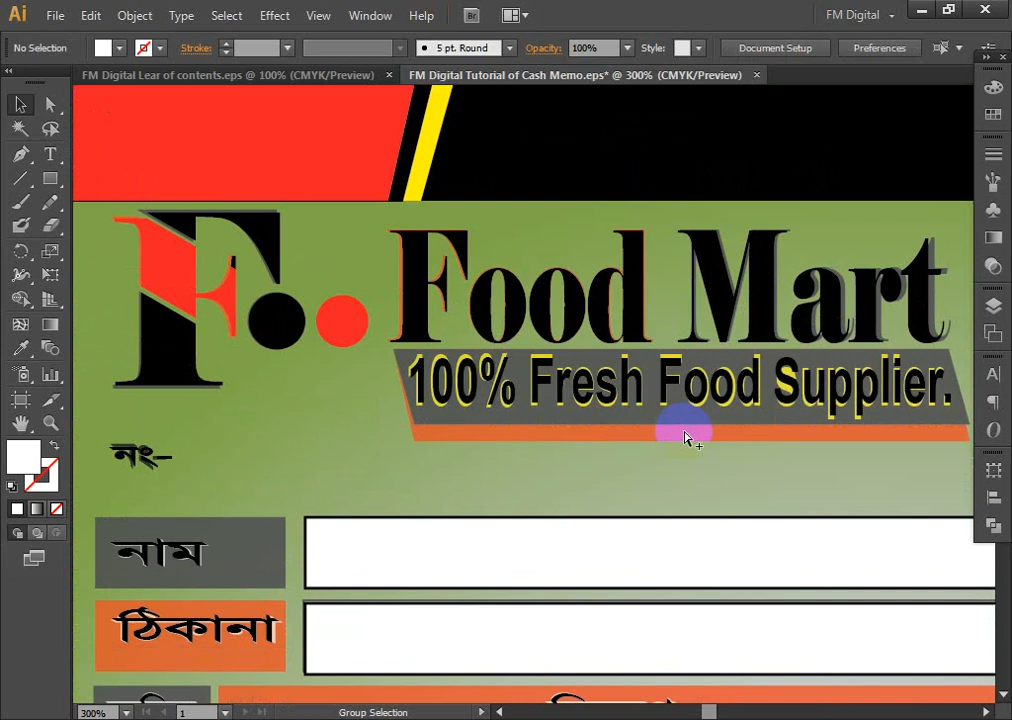 Ai File Edit Object Type Select Effect View Window Help Br FM Digital
No Selection Stroke: 5 pt. Round Opacity: 100% Style: Document Setup Preferences
FM Digital Lear of contents.eps @ 100% (CMYK/Preview) × FM Digital Tutorial of Cash Memo.eps* @ 300% (CMYK/Preview) ×
F..
Food Mart
100% Fresh Food Supplier.
নং–
নাম
ঠিকানা
300% 1 Group Selection